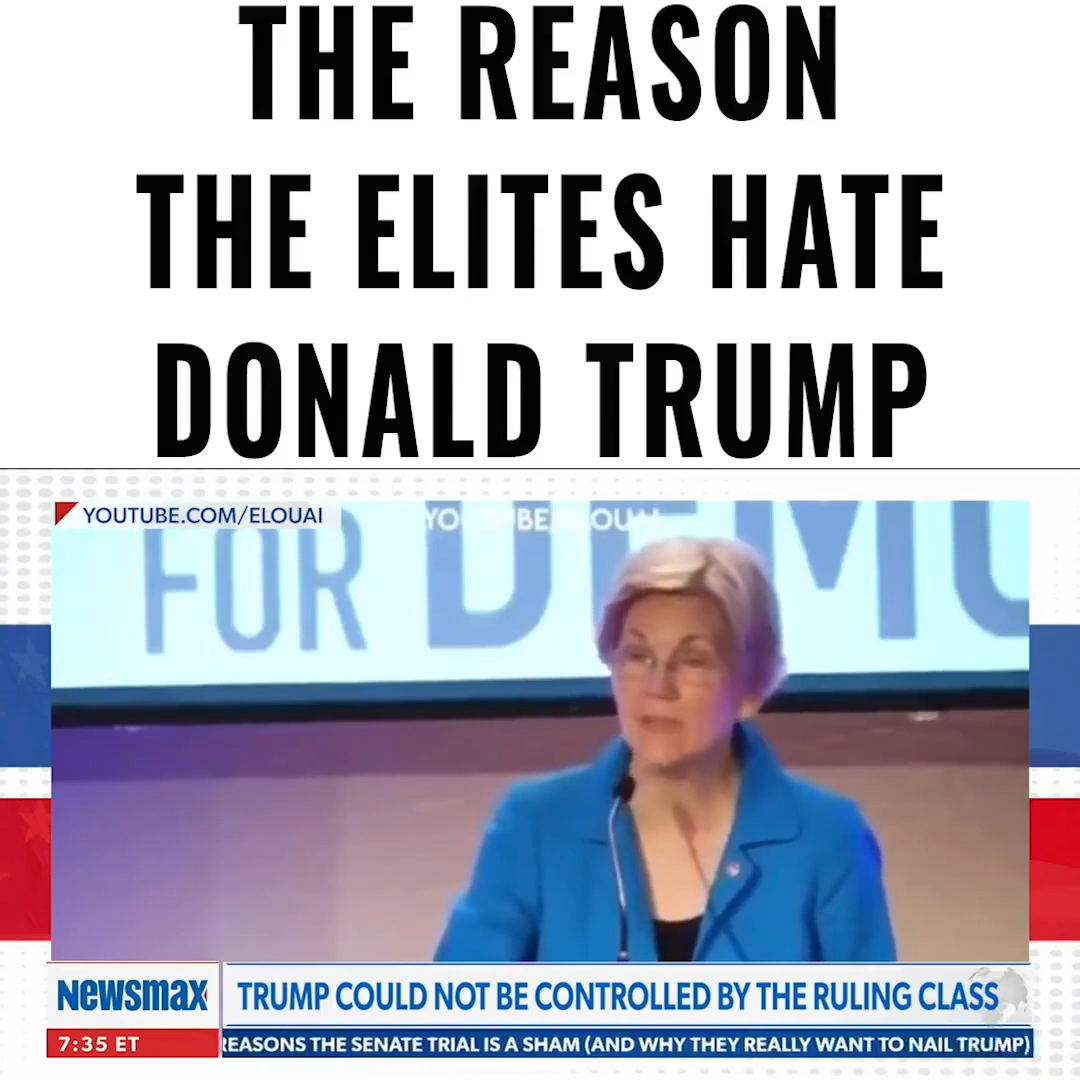 THE REASON
THE ELITES HATE
DONALD TRUMP
YOUTUBE.COM/ELOUAI
FOR
Newsmax
TRUMP COULD NOT BE CONTROLLED BY THE RULING CLASS
7:35 ET
REASONS THE SENATE TRIAL IS A SHAM (AND WHY THEY REALLY WANT TO NAIL TRUMP)